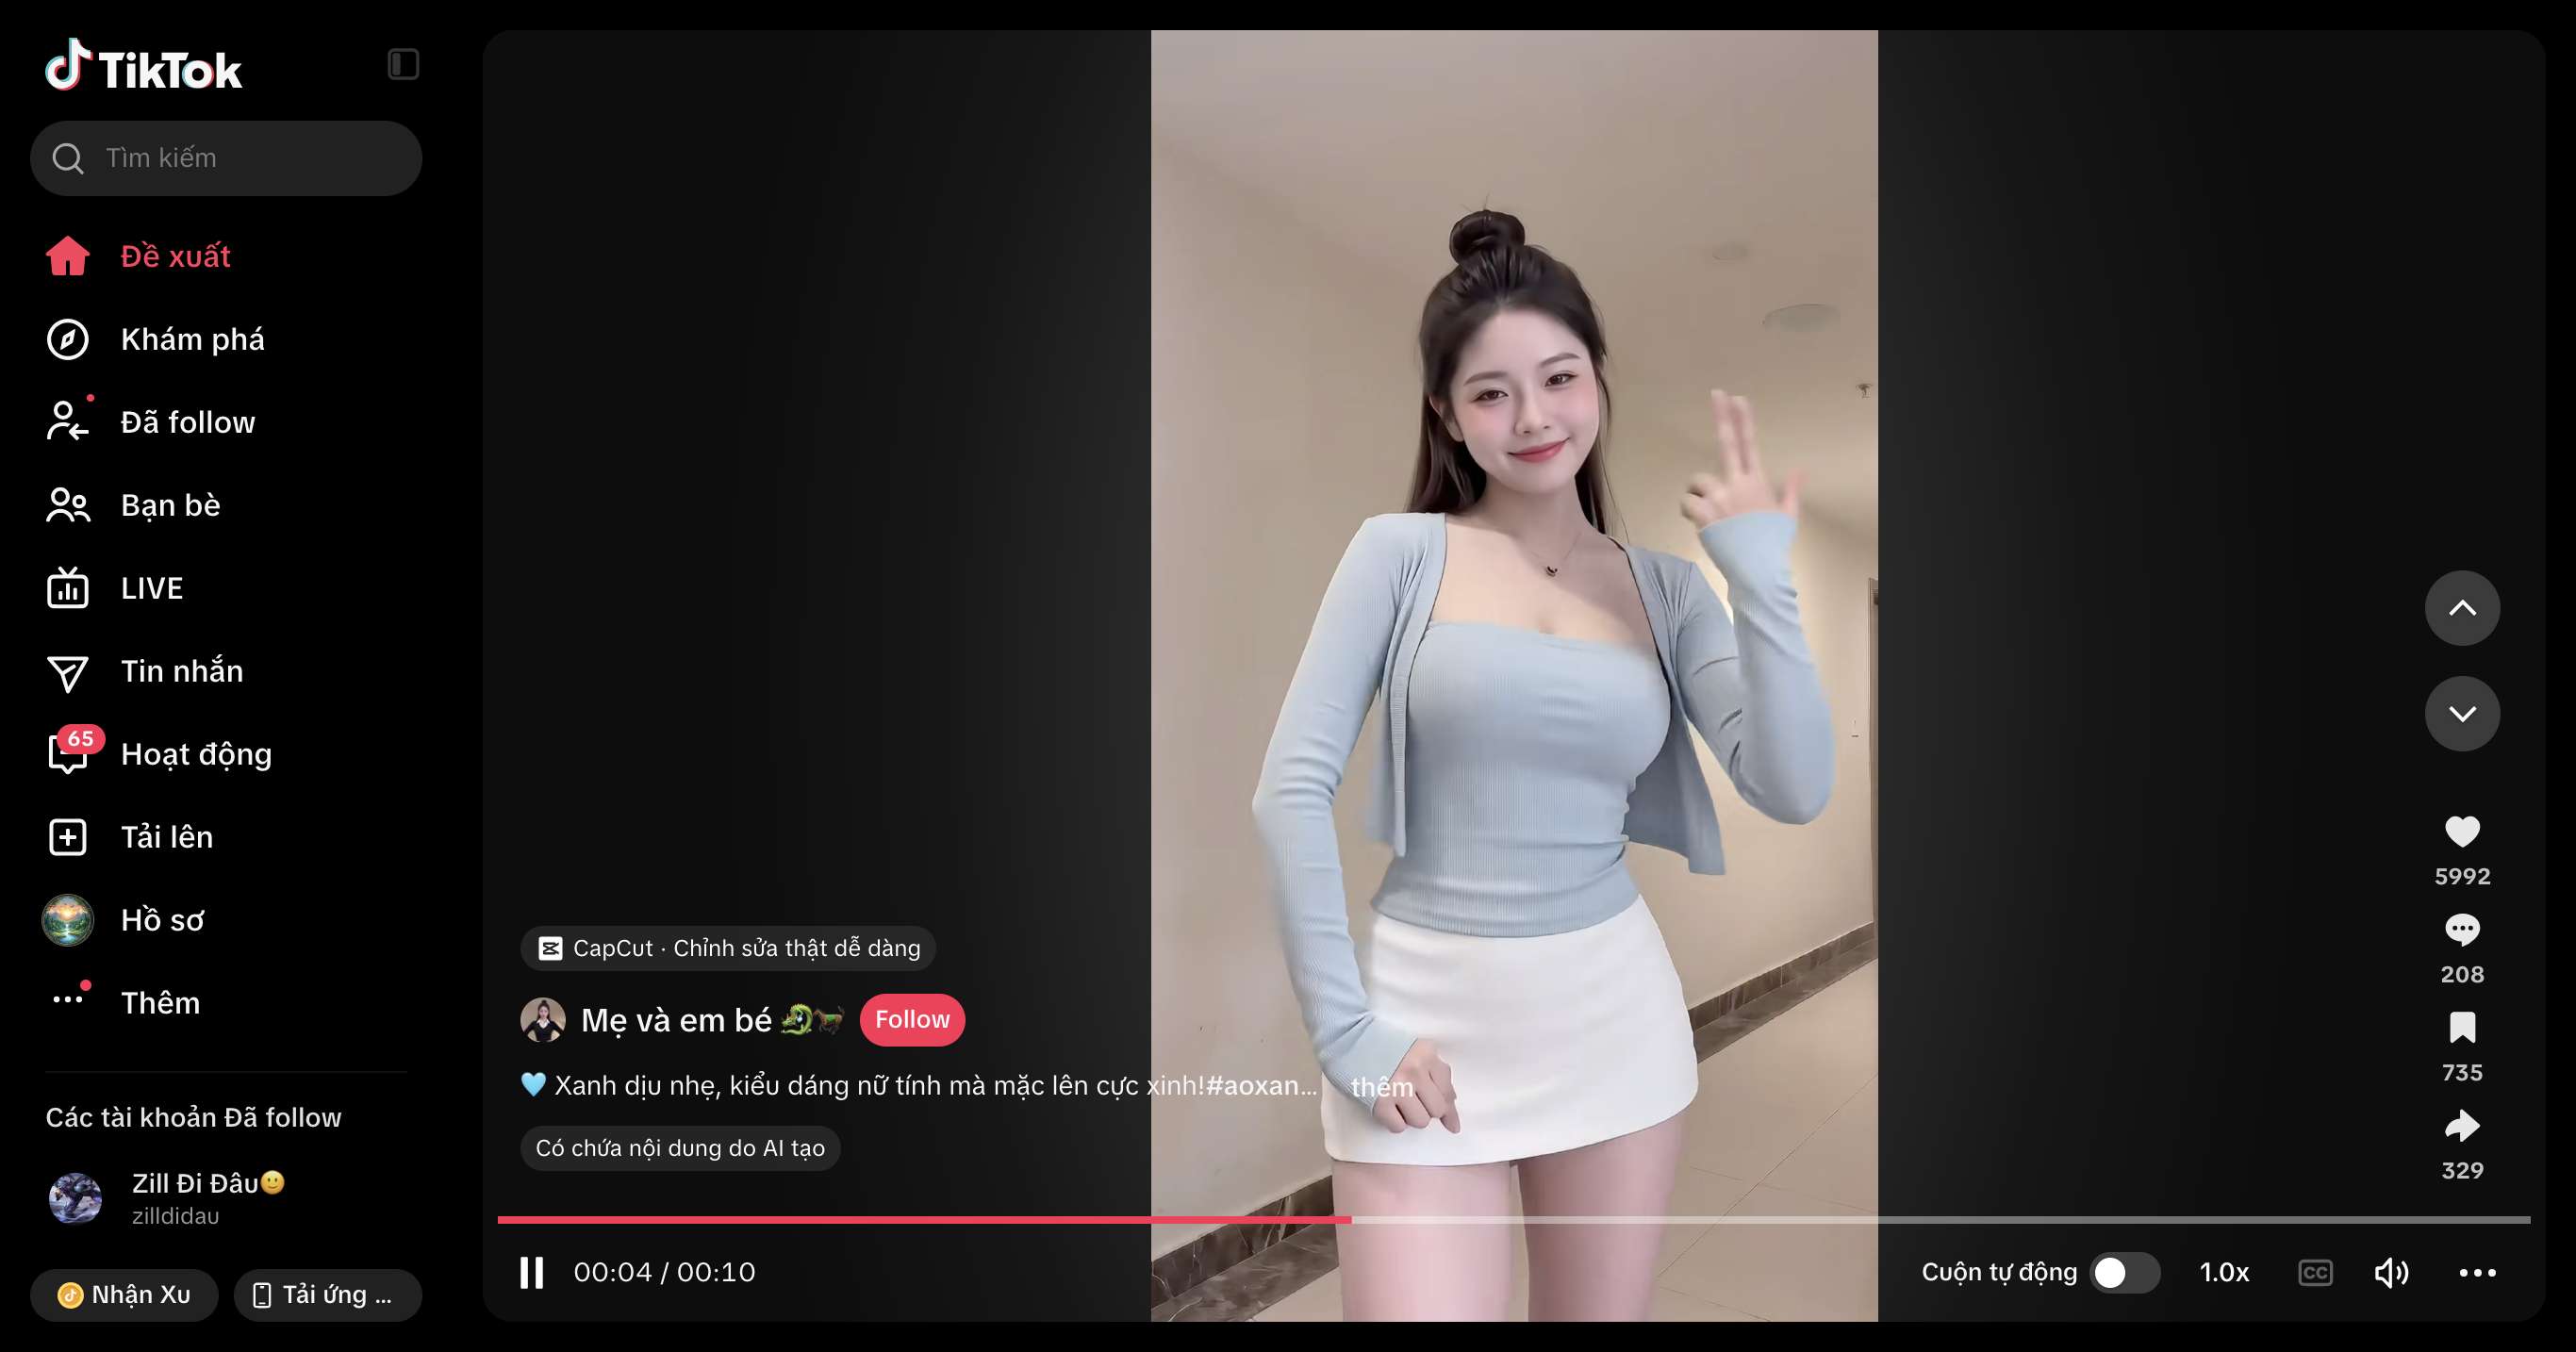 TikTok
Tìm kiếm
Đề xuất
Khám phá
Đã follow
Bạn bè
LIVE
Tin nhắn
65
Hoạt động
Tải lên
Hồ sơ
Thêm
Các tài khoản Đã follow
Zill Đi Đâu🙂
zilldidau
Nhận Xu
Tải ứng ...
CapCut · Chỉnh sửa thật dễ dàng
Mẹ và em bé 🐉🐎 Follow
🩵 Xanh dịu nhẹ, kiểu dáng nữ tính mà mặc lên cực xinh!#aoxan... thêm
Có chứa nội dung do AI tạo
00:04 / 00:10
5992
208
735
329
Cuộn tự động
1.0x
CC